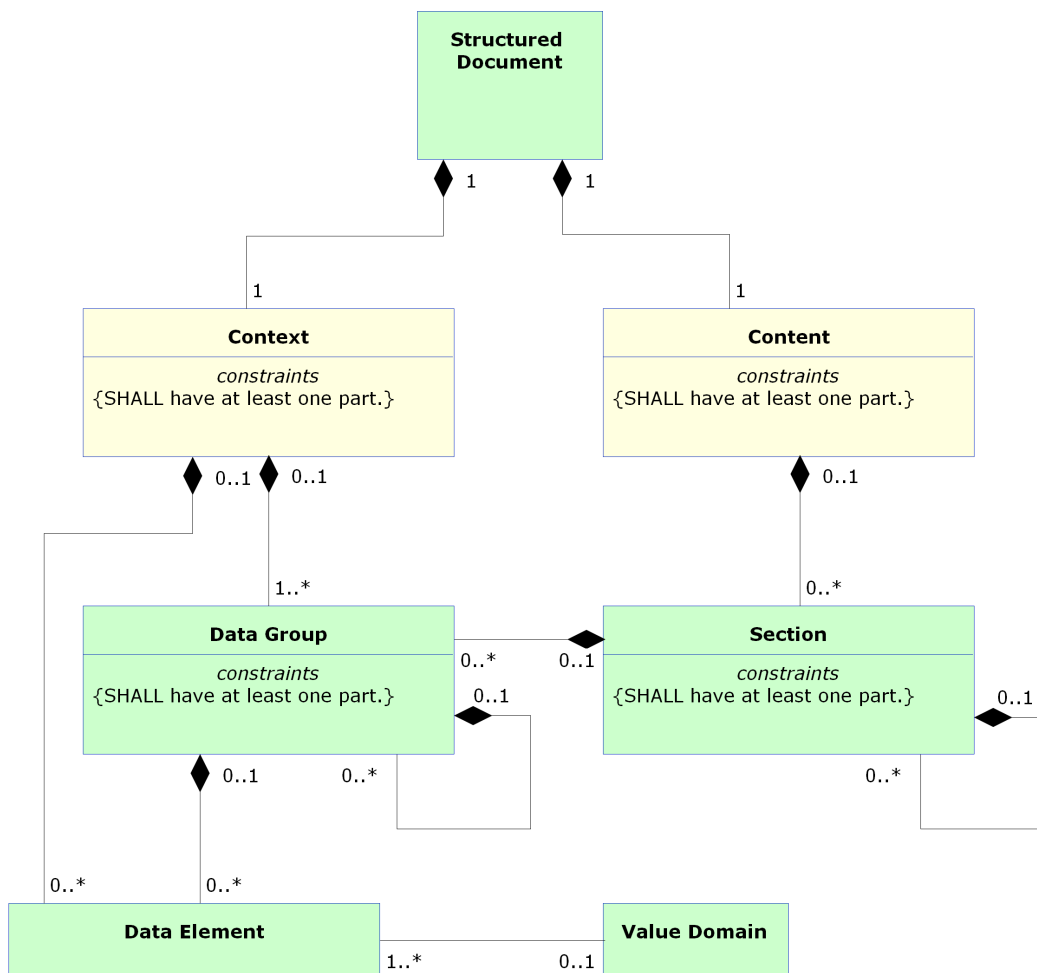 Structured
Document
1
1
1
1
Context
constraints
{SHALL have at least one part.}
Content
constraints
{SHALL have at least one part.}
0..1
0..1
0..1
1..*
0..*
Data Group
constraints
{SHALL have at least one part.}
Section
constraints
{SHALL have at least one part.}
0..*
0..1
0..1
0..1
0..1
0..*
0..*
0..*
0..*
Data Element
Value Domain
1..*
0..1